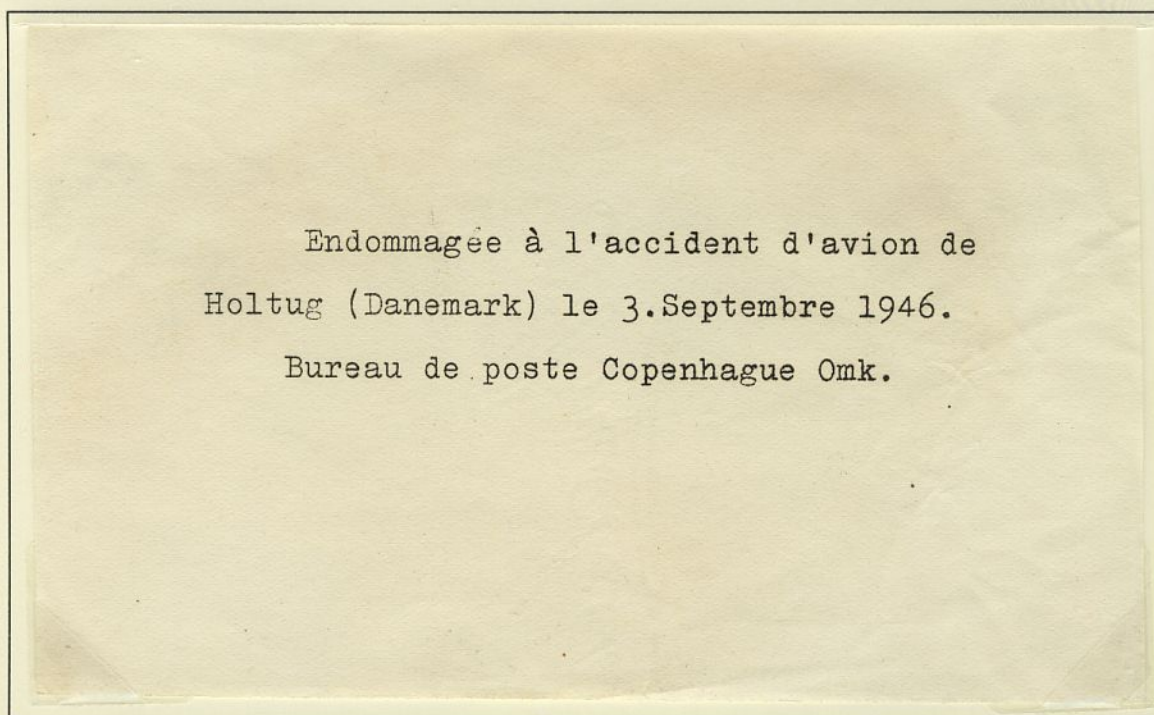 Endommagée à l'accident d'avion de
Holtug (Danemark) le 3.Septembre 1946.
Bureau de poste Copenhague Omk.